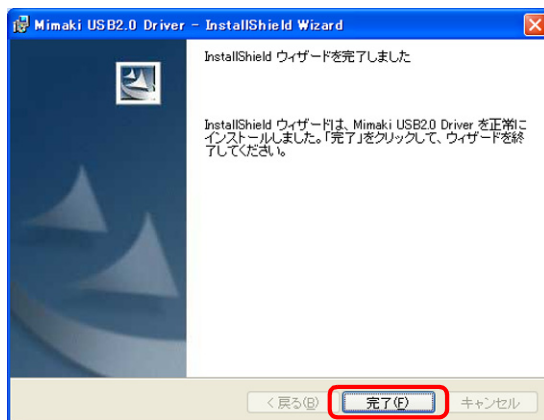 Mimaki USB2.0 Driver - InstallShield Wizard
InstallShield ウィザードを完了しました
InstallShield ウィザードは、Mimaki USB2.0 Driver を正常に
インストールしました。「完了」をクリックして、ウィザードを終
了してください。
< 戻る(B)
完了(F)
キャンセル